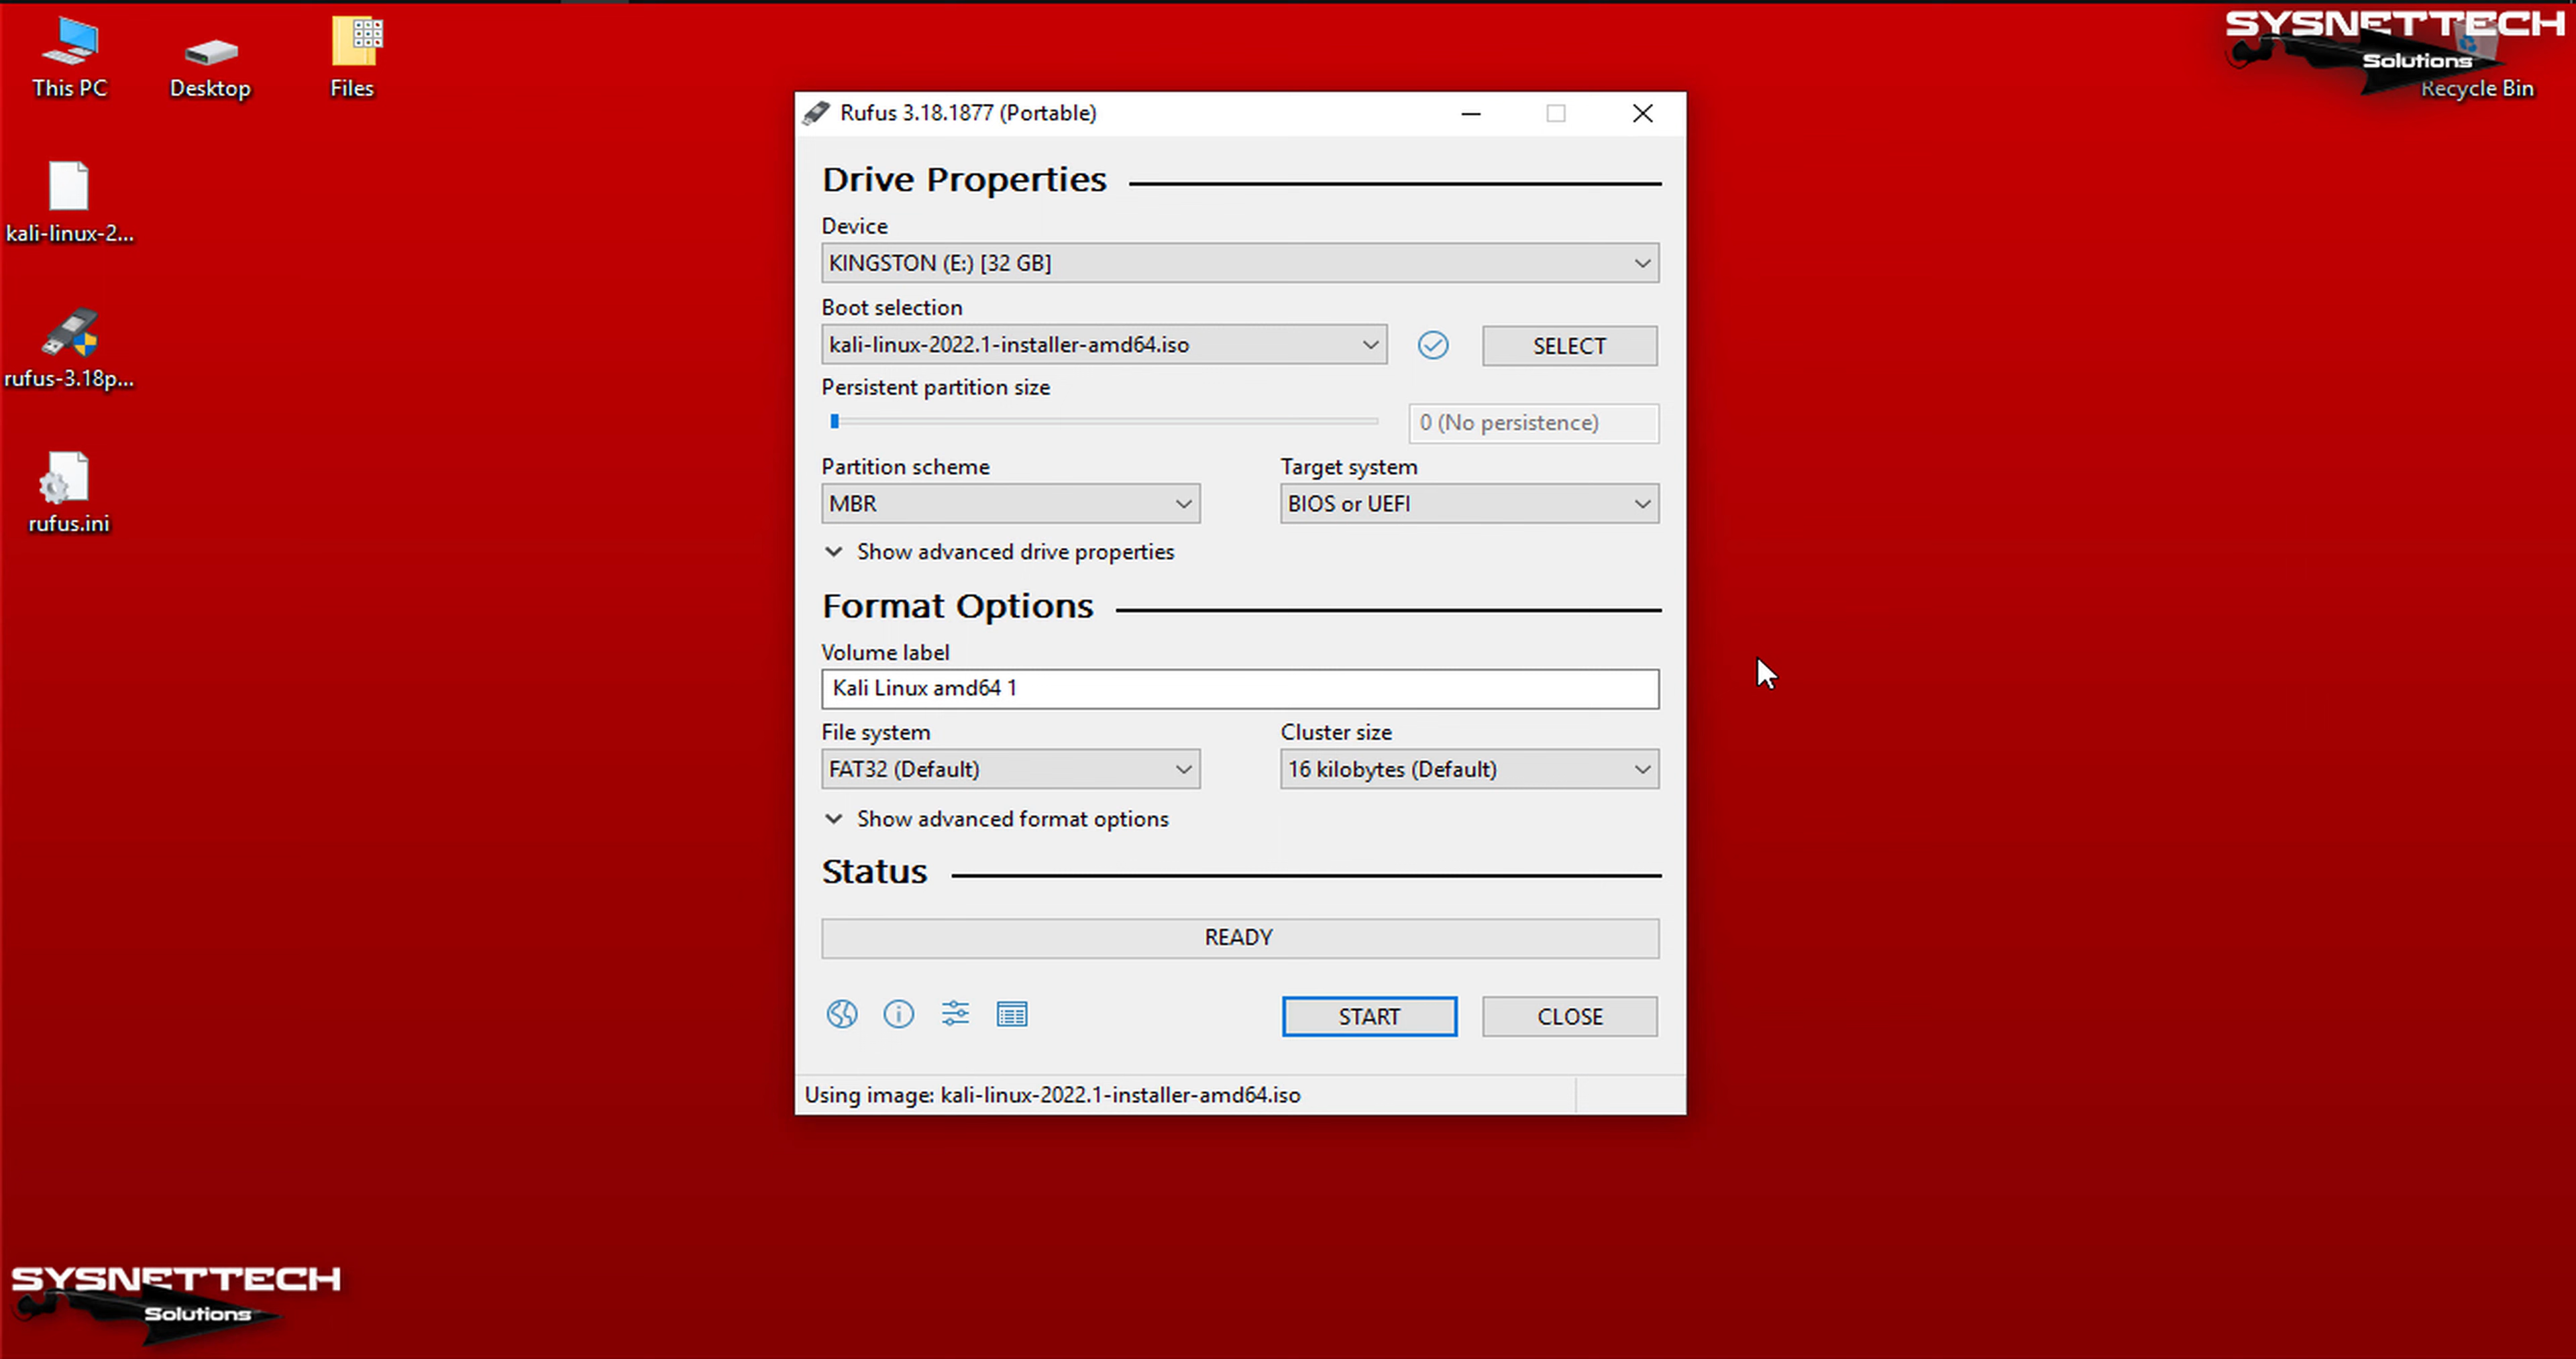 This PC
Desktop
Files
SYSNETTECH
Solutions
Recycle Bin
kali-linux-2...
rufus-3.18p...
rufus.ini
Rufus 3.18.1877 (Portable)
Drive Properties
Device
KINGSTON (E:) [32 GB]
Boot selection
kali-linux-2022.1-installer-amd64.iso
SELECT
Persistent partition size
0 (No persistence)
Partition scheme
Target system
MBR
BIOS or UEFI
Show advanced drive properties
Format Options
Volume label
Kali Linux amd64 1
File system
Cluster size
FAT32 (Default)
16 kilobytes (Default)
Show advanced format options
Status
READY
START
CLOSE
Using image: kali-linux-2022.1-installer-amd64.iso
SYSNETTECH
Solutions